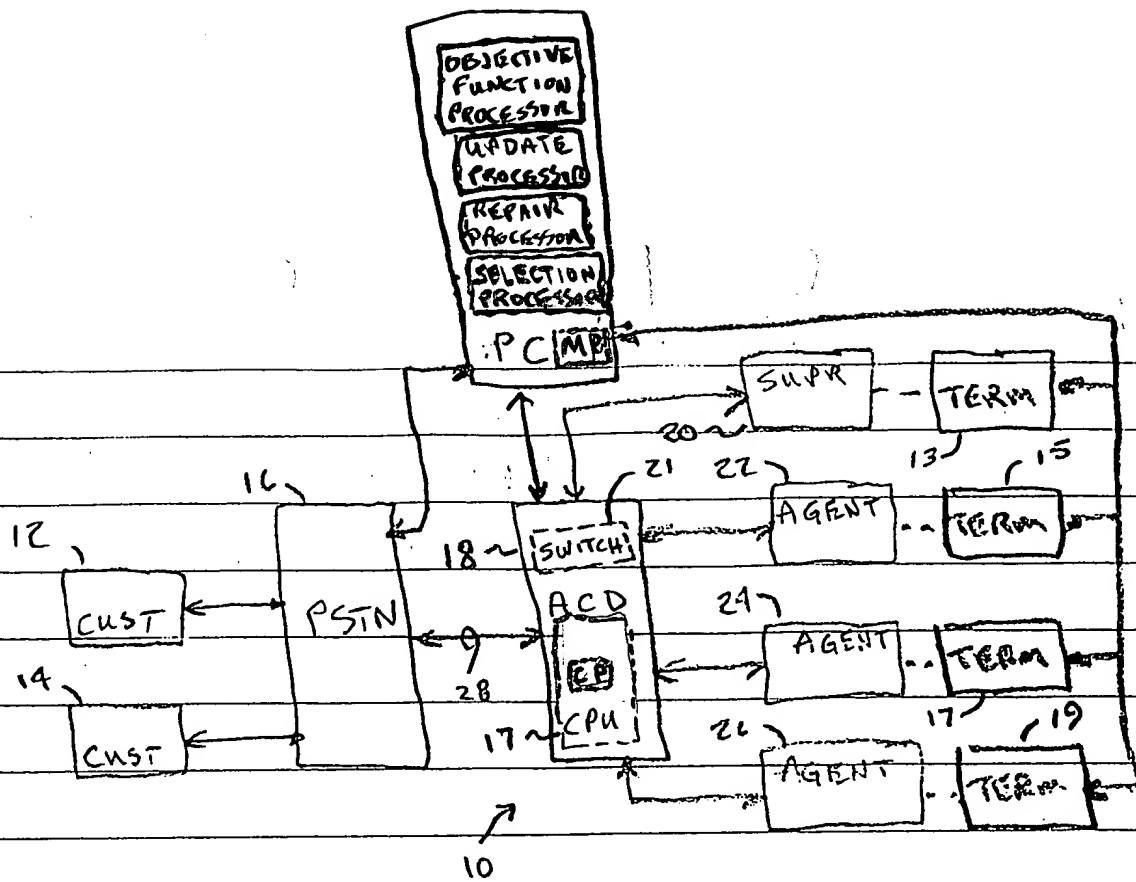 OBJECTIVE
FUNCTION
PROCESSOR
UPDATE
PROCESSOR
REPAIR
PROCESSOR
SELECTION
PROCESSOR
PC MP
SUPR
TERM
20
13
15
16
21
22
12
18
SWITCH
AGENT
TERM
CUST
PSTN
ACD
24
AGENT
TERM
CP
14
28
CPU
17
26
17
19
CUST
AGENT
TERM
10